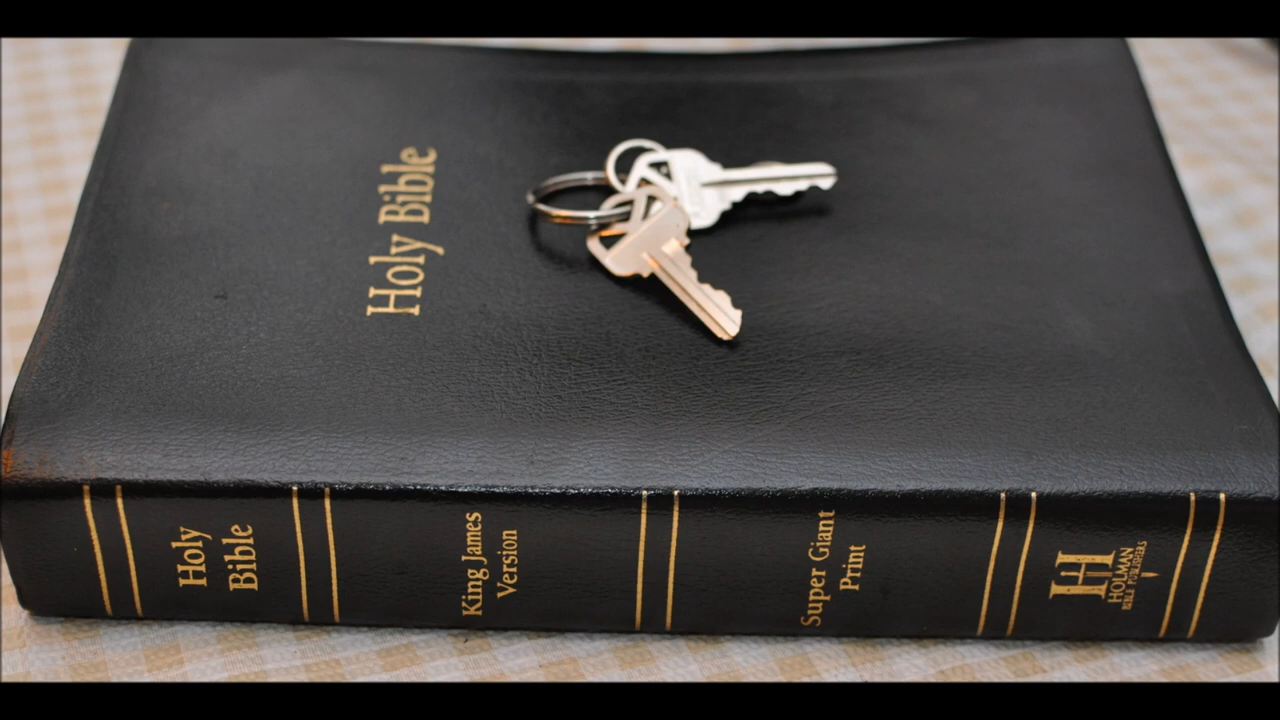 Holy Bible
Holy
Bible
King James
Version
Super Giant
Print
HOLMAN
BIBLE PUBLISHERS